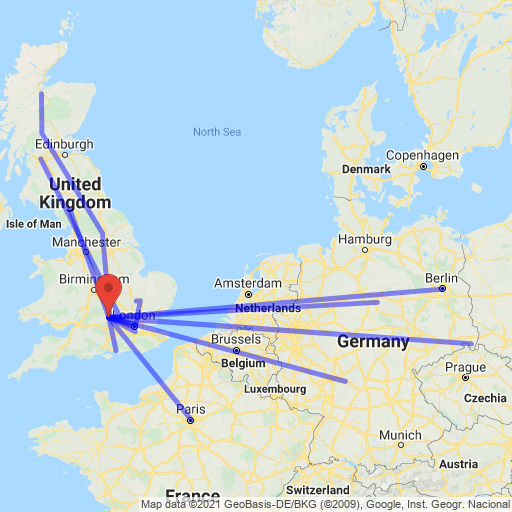 North Sea
Edinburgh
United
Kingdom
Isle of Man
Manchester
Birmingham
London
Copenhagen
Denmark
Hamburg
Amsterdam
Netherlands
Berlin
Brussels
Belgium
Germany
Luxembourg
Prague
Czechia
Paris
Munich
Austria
Switzerland
France
Map data ©2021 GeoBasis-DE/BKG (©2009), Google, Inst. Geogr. Nacional